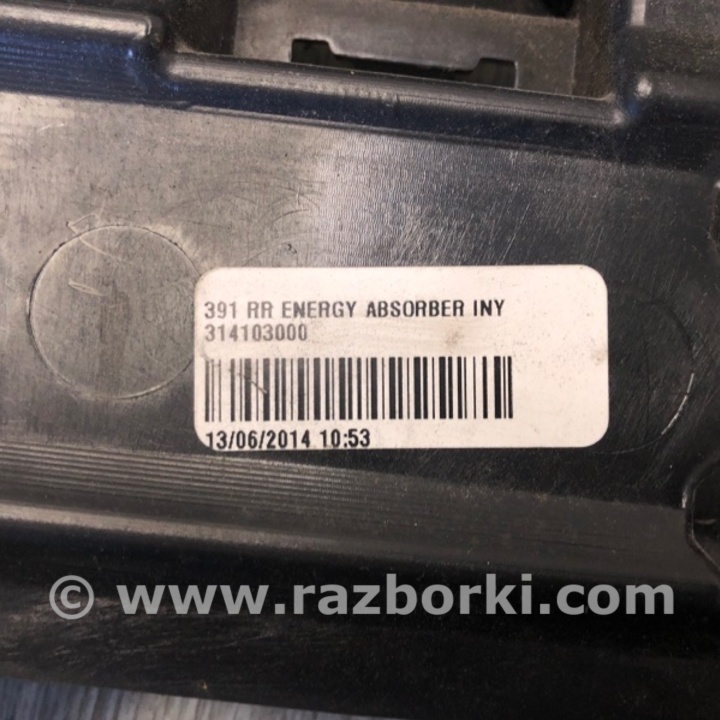 391 RR ENERGY ABSORBER INY
314103000
13/06/2014 10:53
© www.razborki.com